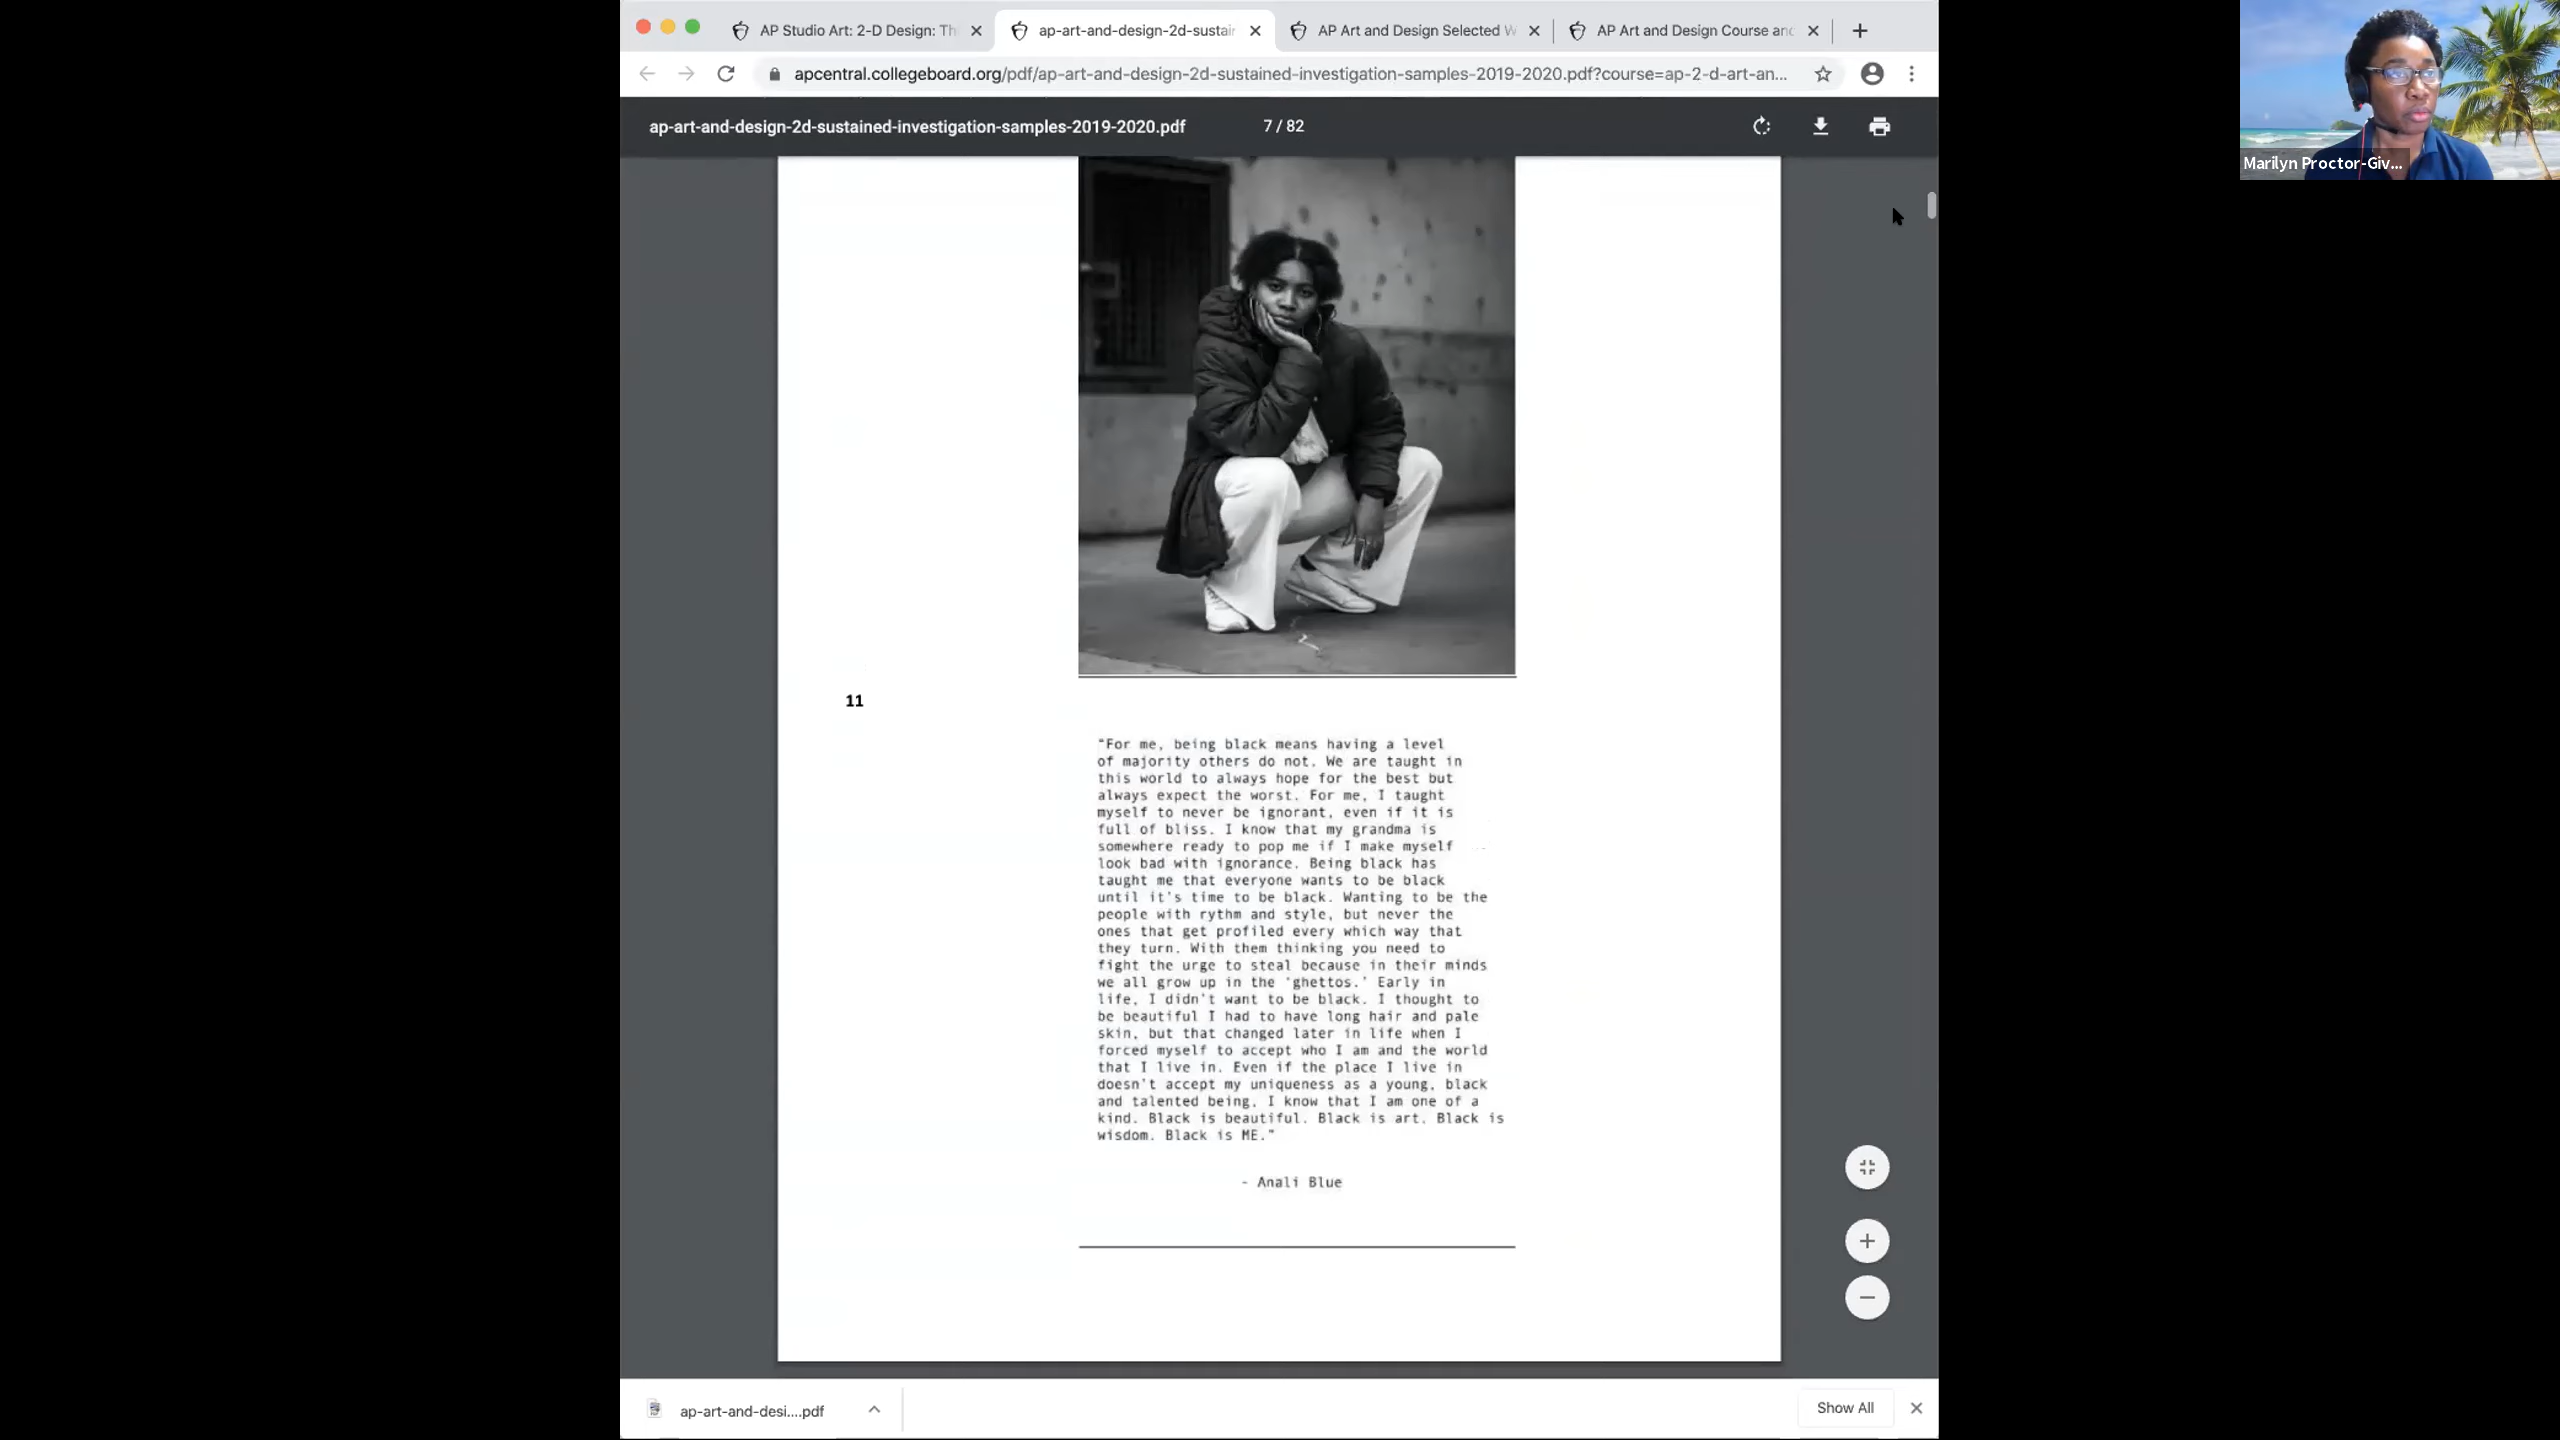 AP Studio Art: 2-D Design: Th
ap-art-and-design-2d-sustair
AP Art and Design Selected W
AP Art and Design Course and
apcentral.collegeboard.org/pdf/ap-art-and-design-2d-sustained-investigation-samples-2019-2020.pdf?course=ap-2-d-art-an...
ap-art-and-design-2d-sustained-investigation-samples-2019-2020.pdf
7 / 82
Marilyn Proctor-Giv...
11
"For me, being black means having a level
of majority others do not. We are taught in
this world to always hope for the best but
always expect the worst. For me, I taught
myself to never be ignorant, even if it is
full of bliss. I know that my grandma is
somewhere ready to pop me if I make myself
look bad with ignorance. Being black has
taught me that everyone wants to be black
until it's time to be black. Wanting to be the
people with rythm and style, but never the
ones that get profiled every which way that
they turn. With them thinking you need to
fight the urge to steal because in their minds
we all grow up in the 'ghettos.' Early in
life, I didn't want to be black. I thought to
be beautiful I had to have long hair and pale
skin, but that changed later in life when I
forced myself to accept who I am and the world
that I live in. Even if the place I live in
doesn't accept my uniqueness as a young, black
and talented being, I know that I am one of a
kind. Black is beautiful. Black is art. Black is
wisdom. Black is ME."
- Anali Blue
ap-art-and-desi....pdf
Show All